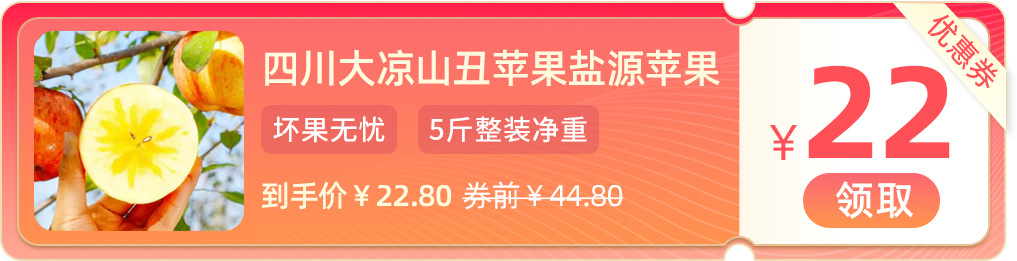 四川大凉山丑苹果盐源苹果
坏果无忧
5斤整装净重
到手价￥22.80 券前￥44.80
优惠券
￥22
领取